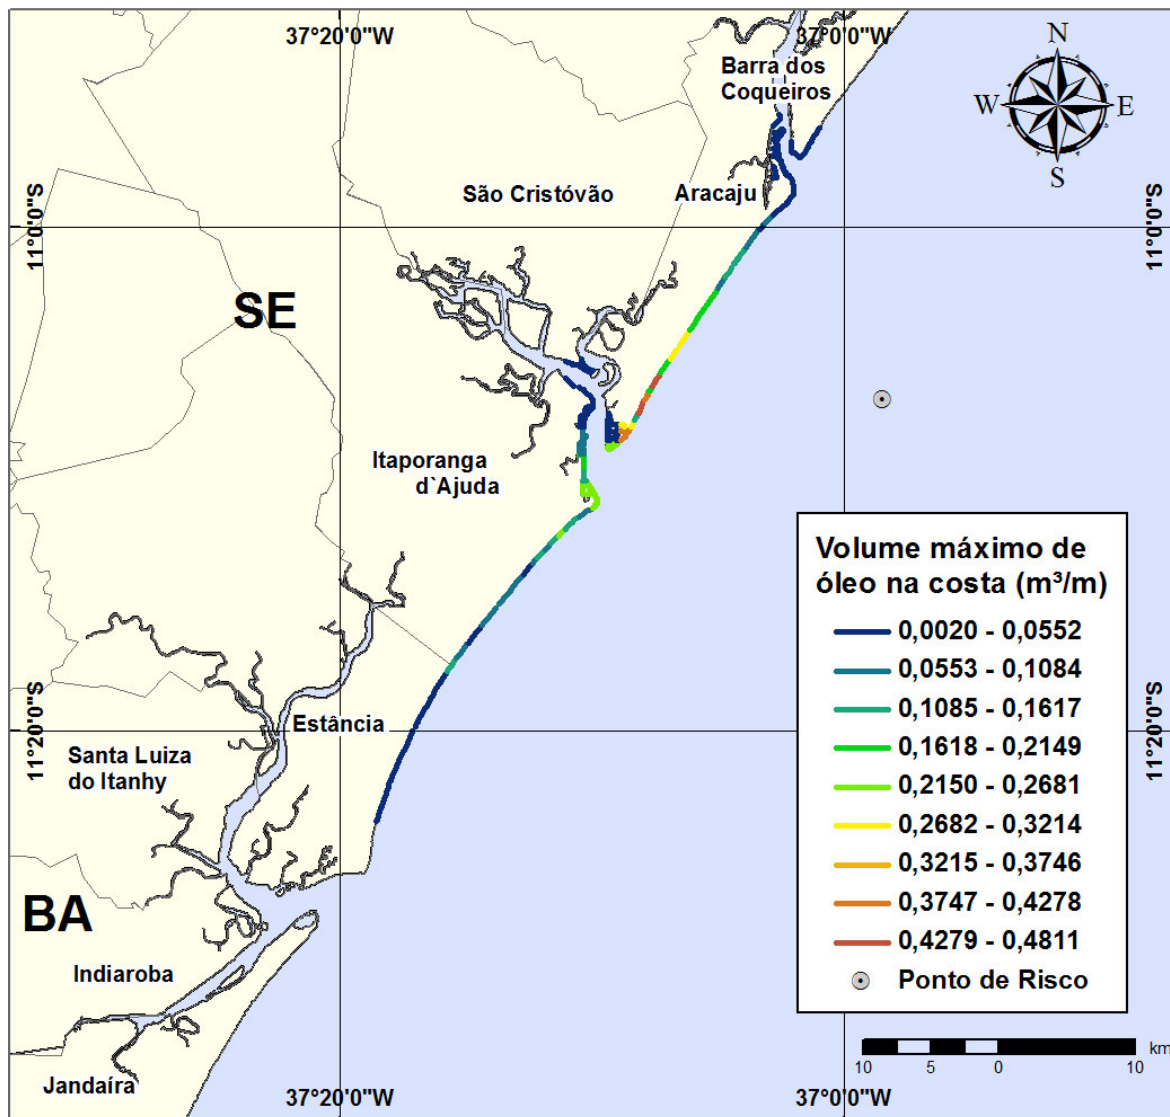 37°20'0"W
37°0'0"W
N
W
E
S
Barra dos
Coqueiros
São Cristóvão
Aracaju
11°0'0"S
11°0'0"S
SE
Itaporanga
d`Ajuda
Volume máximo de
óleo na costa (m³/m)
0,0020 - 0,0552
0,0553 - 0,1084
0,1085 - 0,1617
0,1618 - 0,2149
0,2150 - 0,2681
0,2682 - 0,3214
0,3215 - 0,3746
0,3747 - 0,4278
0,4279 - 0,4811
Ponto de Risco
Estância
11°20'0"S
11°20'0"S
Santa Luiza
do Itanhy
BA
Indiaroba
Jandaíra
10 5 0 10 km
37°20'0"W
37°0'0"W